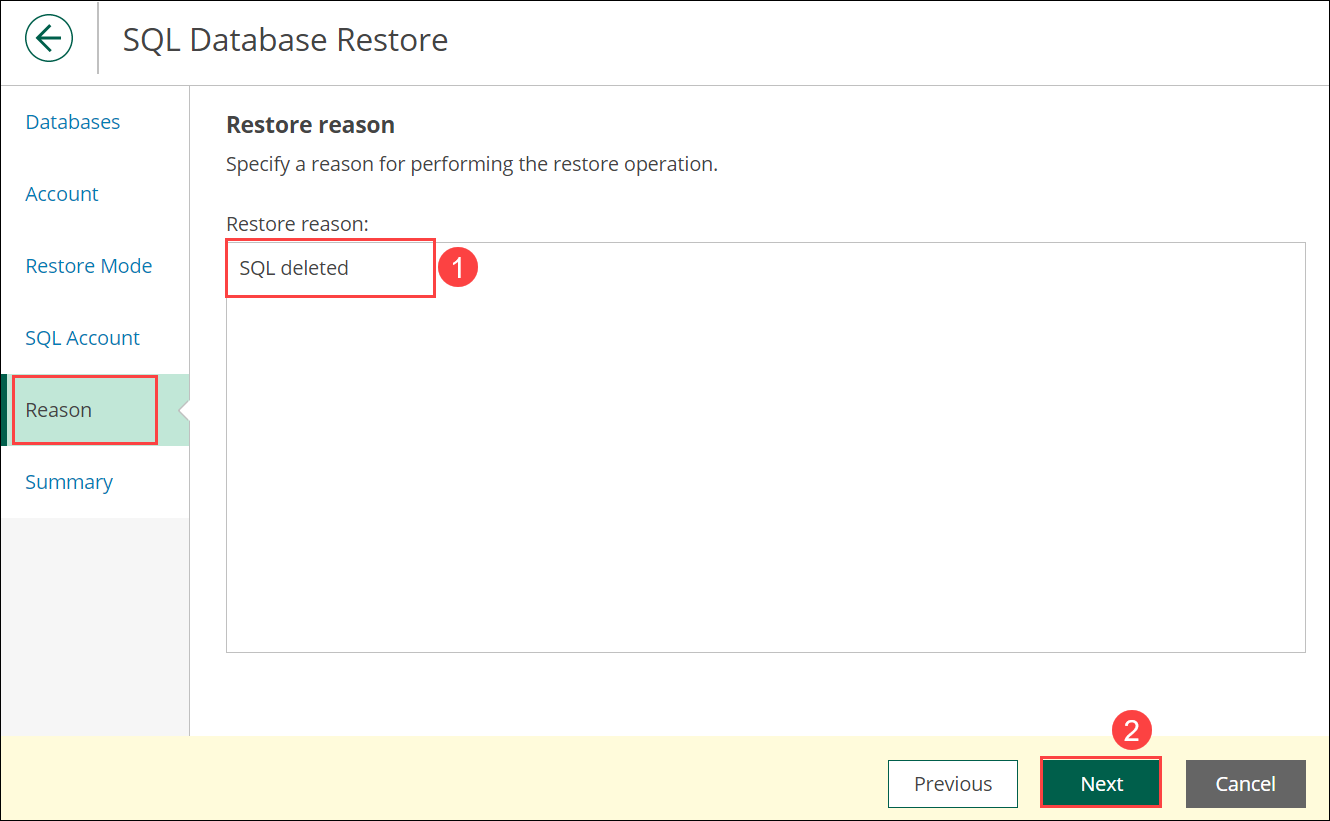 SQL Database Restore
Databases
Account
Restore Mode
SQL Account
Reason
Summary
Restore reason
Specify a reason for performing the restore operation.
Restore reason:
SQL deleted
1
2
Previous
Next
Cancel